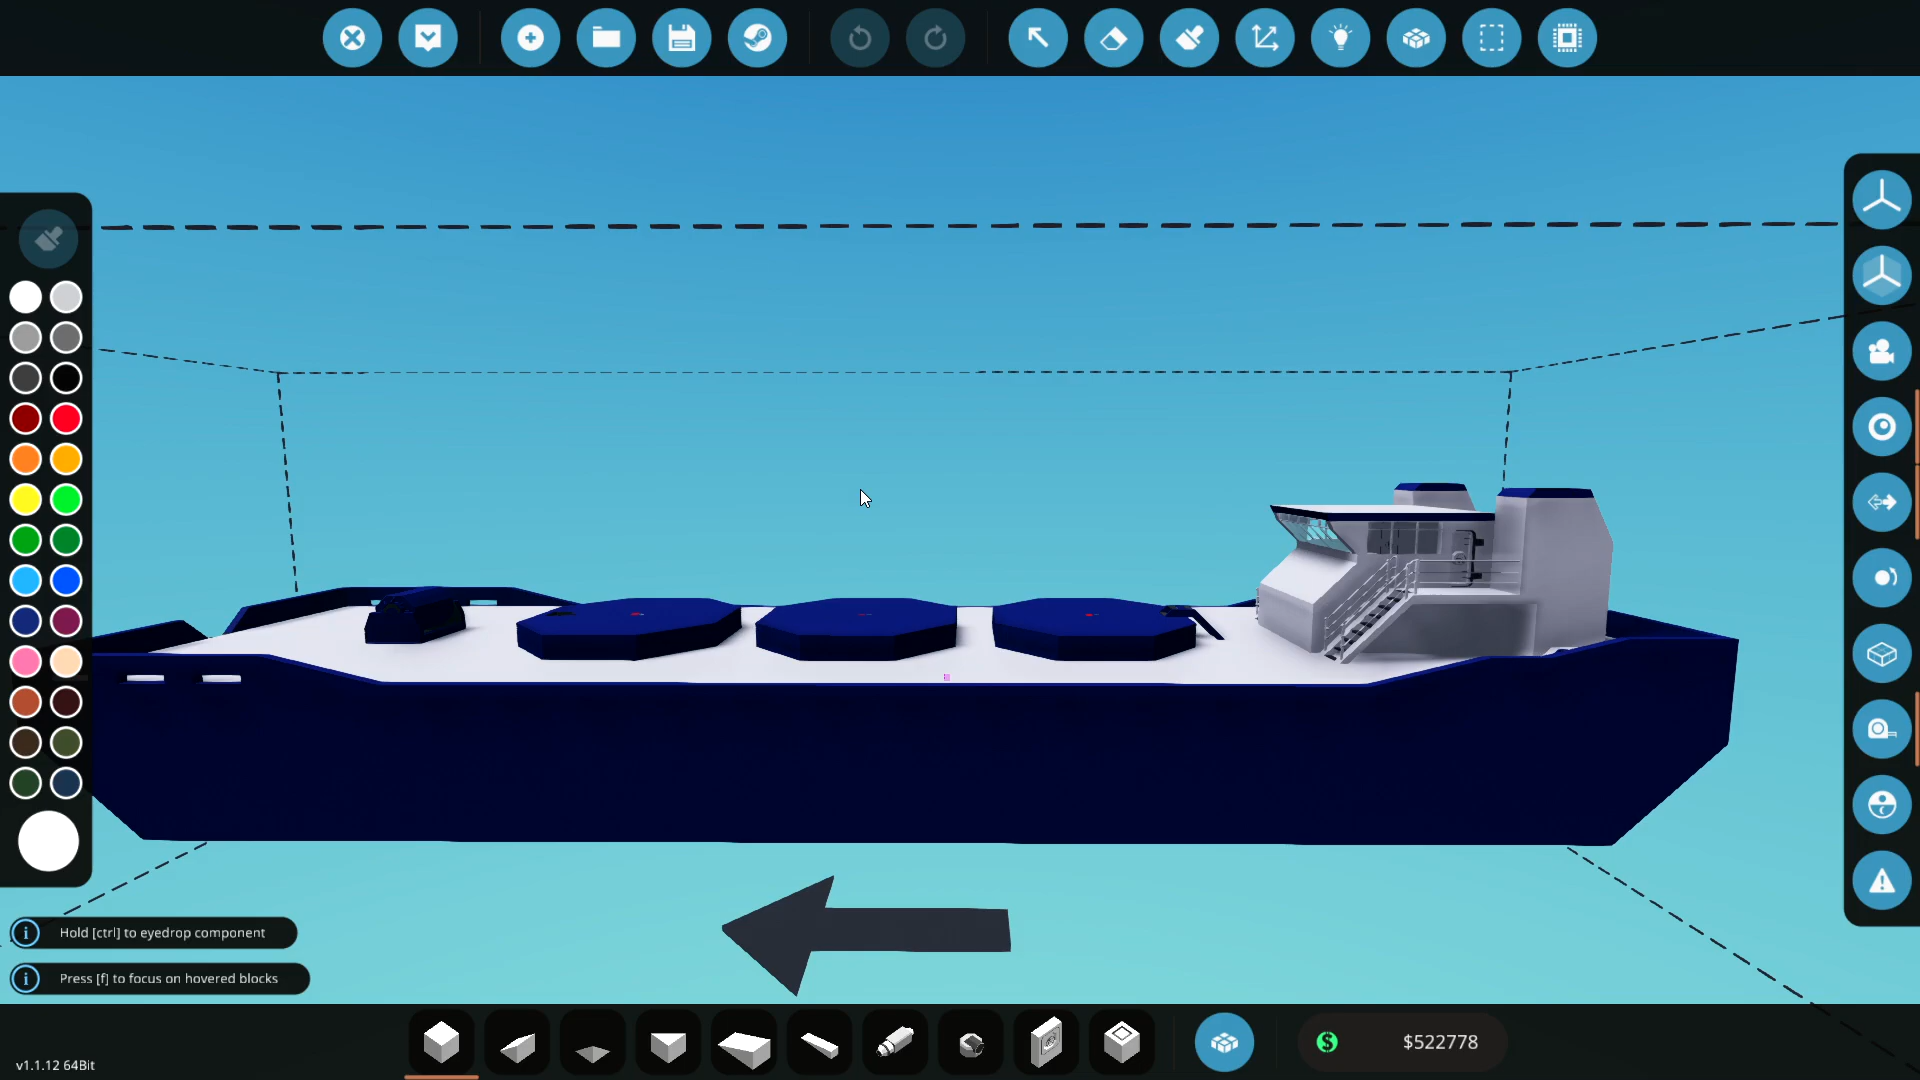 Hold [ctrl] to eyedrop component
Press [f] to focus on hovered blocks
$522778
v1.1.12 64Bit